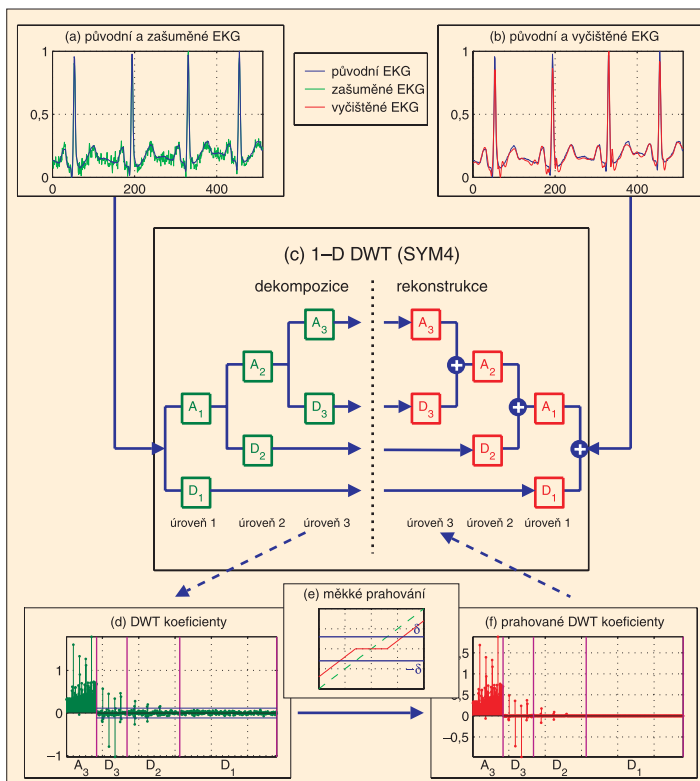 (a) původní a zašuměné EKG
1
0,5
0
0 200 400
původní EKG
zašuměné EKG
vyčištěné EKG
(b) původní a vyčištěné EKG
1
0,5
0
0 200 400
(c) 1–D DWT (SYM4)
dekompozice
rekonstrukce
A3
A3
A2
A2
A1
D3
D3
A1
D2
D2
D1
D1
úroveň 1 úroveň 2 úroveň 3
úroveň 3 úroveň 2 úroveň 1
(d) DWT koeficienty
1
0
–1
A3 D3 D2 D1
(e) měkké prahování
δ
–δ
(f) prahované DWT koeficienty
,5
1
0,5
0
–0,5
A3 D3 D2 D1